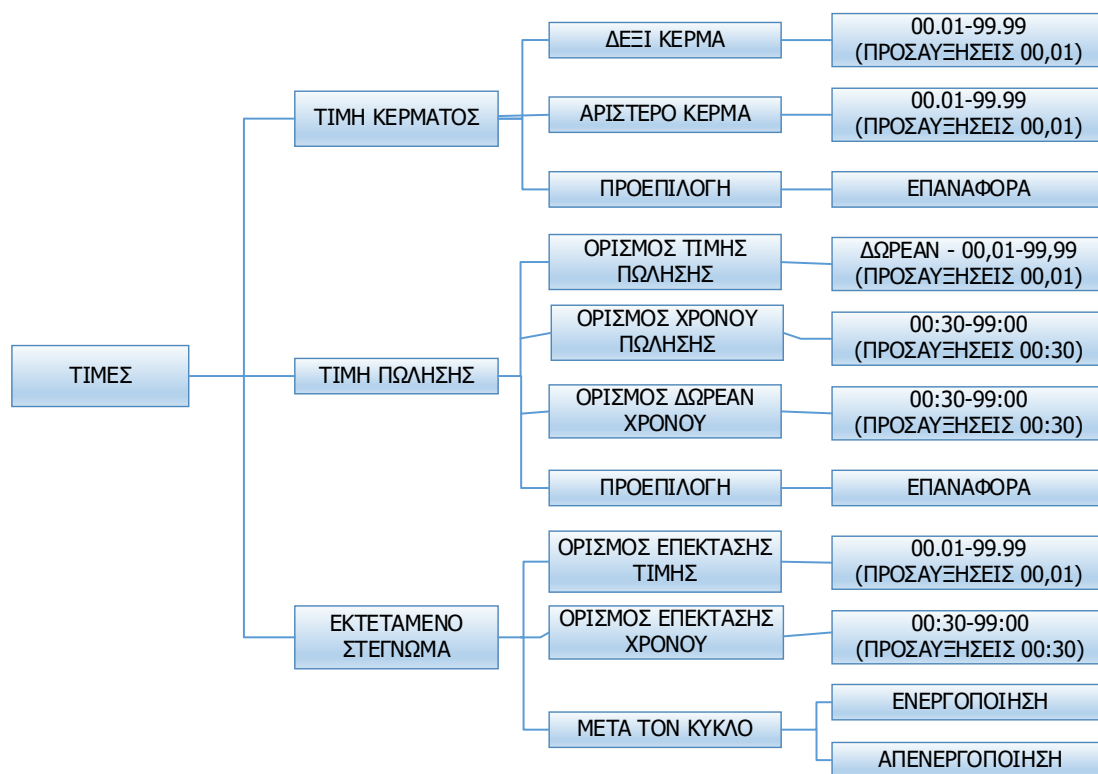 ΤΙΜΕΣ
ΤΙΜΗ ΚΕΡΜΑΤΟΣ
ΔΕΞΙ ΚΕΡΜΑ
00.01-99.99
(ΠΡΟΣΑΥΞΗΣΕΙΣ 00,01)
ΑΡΙΣΤΕΡΟ ΚΕΡΜΑ
00.01-99.99
(ΠΡΟΣΑΥΞΗΣΕΙΣ 00,01)
ΠΡΟΕΠΙΛΟΓΗ
ΕΠΑΝΑΦΟΡΑ
ΤΙΜΗ ΠΩΛΗΣΗΣ
ΟΡΙΣΜΟΣ ΤΙΜΗΣ
ΠΩΛΗΣΗΣ
ΔΩΡΕΑΝ - 00,01-99,99
(ΠΡΟΣΑΥΞΗΣΕΙΣ 00,01)
ΟΡΙΣΜΟΣ ΧΡΟΝΟΥ
ΠΩΛΗΣΗΣ
00:30-99:00
(ΠΡΟΣΑΥΞΗΣΕΙΣ 00:30)
ΟΡΙΣΜΟΣ ΔΩΡΕΑΝ
ΧΡΟΝΟΥ
00:30-99:00
(ΠΡΟΣΑΥΞΗΣΕΙΣ 00:30)
ΠΡΟΕΠΙΛΟΓΗ
ΕΠΑΝΑΦΟΡΑ
ΕΚΤΕΤΑΜΕΝΟ
ΣΤΕΓΝΩΜΑ
ΟΡΙΣΜΟΣ ΕΠΕΚΤΑΣΗΣ
ΤΙΜΗΣ
00.01-99.99
(ΠΡΟΣΑΥΞΗΣΕΙΣ 00,01)
ΟΡΙΣΜΟΣ ΕΠΕΚΤΑΣΗΣ
ΧΡΟΝΟΥ
00:30-99:00
(ΠΡΟΣΑΥΞΗΣΕΙΣ 00:30)
ΜΕΤΑ ΤΟΝ ΚΥΚΛΟ
ΕΝΕΡΓΟΠΟΙΗΣΗ
ΑΠΕΝΕΡΓΟΠΟΙΗΣΗ